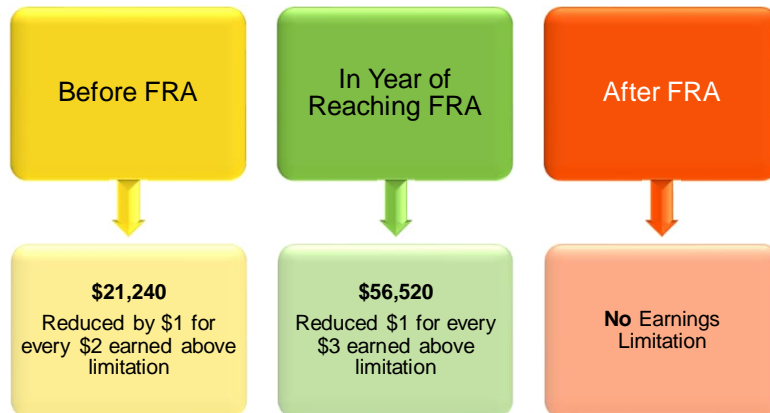 Before FRA
In Year of
Reaching FRA
After FRA
$21,240
Reduced by $1 for
every $2 earned above
limitation
$56,520
Reduced $1 for every
$3 earned above
limitation
No Earnings
Limitation